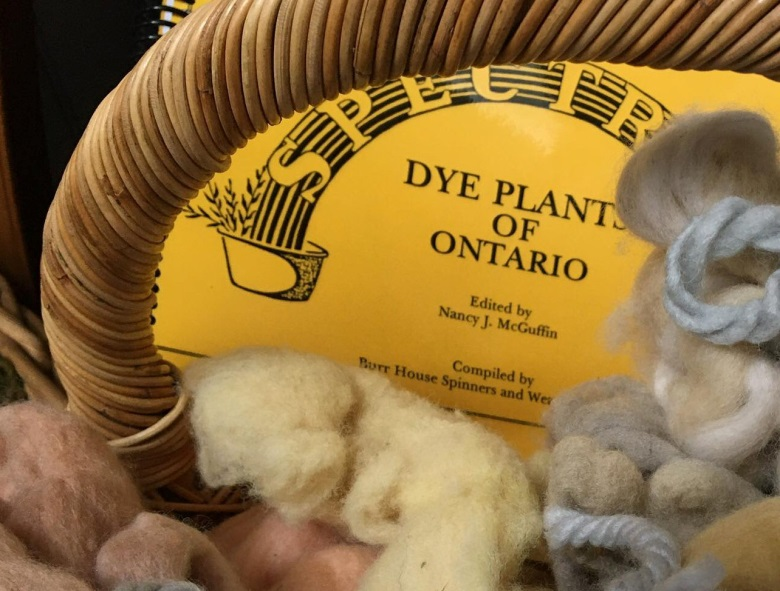 SPECTR
DYE PLANTS
OF
ONTARIO
Edited by
Nancy J. McGuffin
Compiled by
Burr House Spinners and